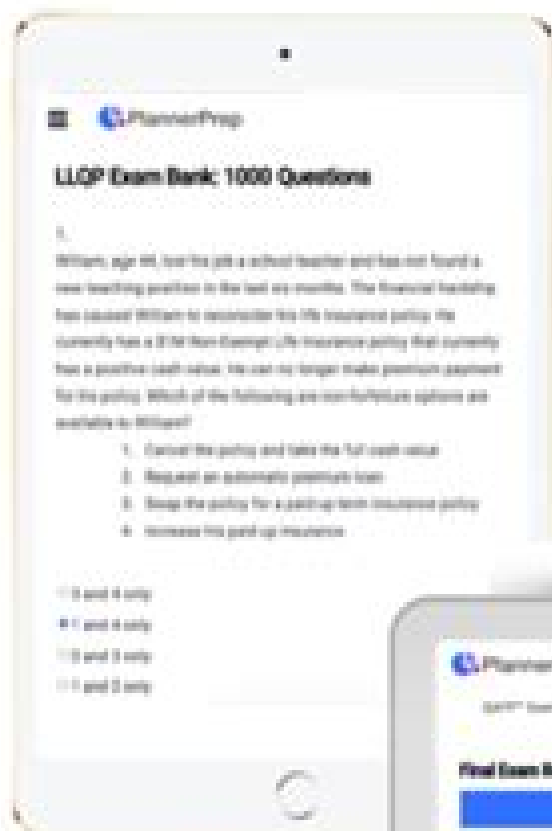 PlannerPrep
LLQP Exam Bank: 1000 Questions
1.
William, age 44, lost his job a school teacher and has not found a
new teaching position in the last six months. The financial hardship
has caused William to reconsider his life insurance policy. He
currently has a $1M Non-Exempt Life Insurance policy that currently
has a positive cash value. He can no longer make premium payment
for his policy. Which of the following are non-forfeiture options are
available to William?
1. Cancel the policy and take the full cash value
2. Request an automatic premium loan
3. Swap the policy for a paid-up term insurance policy
4. Increase his paid up insurance
3 and 4 only
1 and 4 only
2 and 3 only
1 and 2 only
Planner
Final Exam B